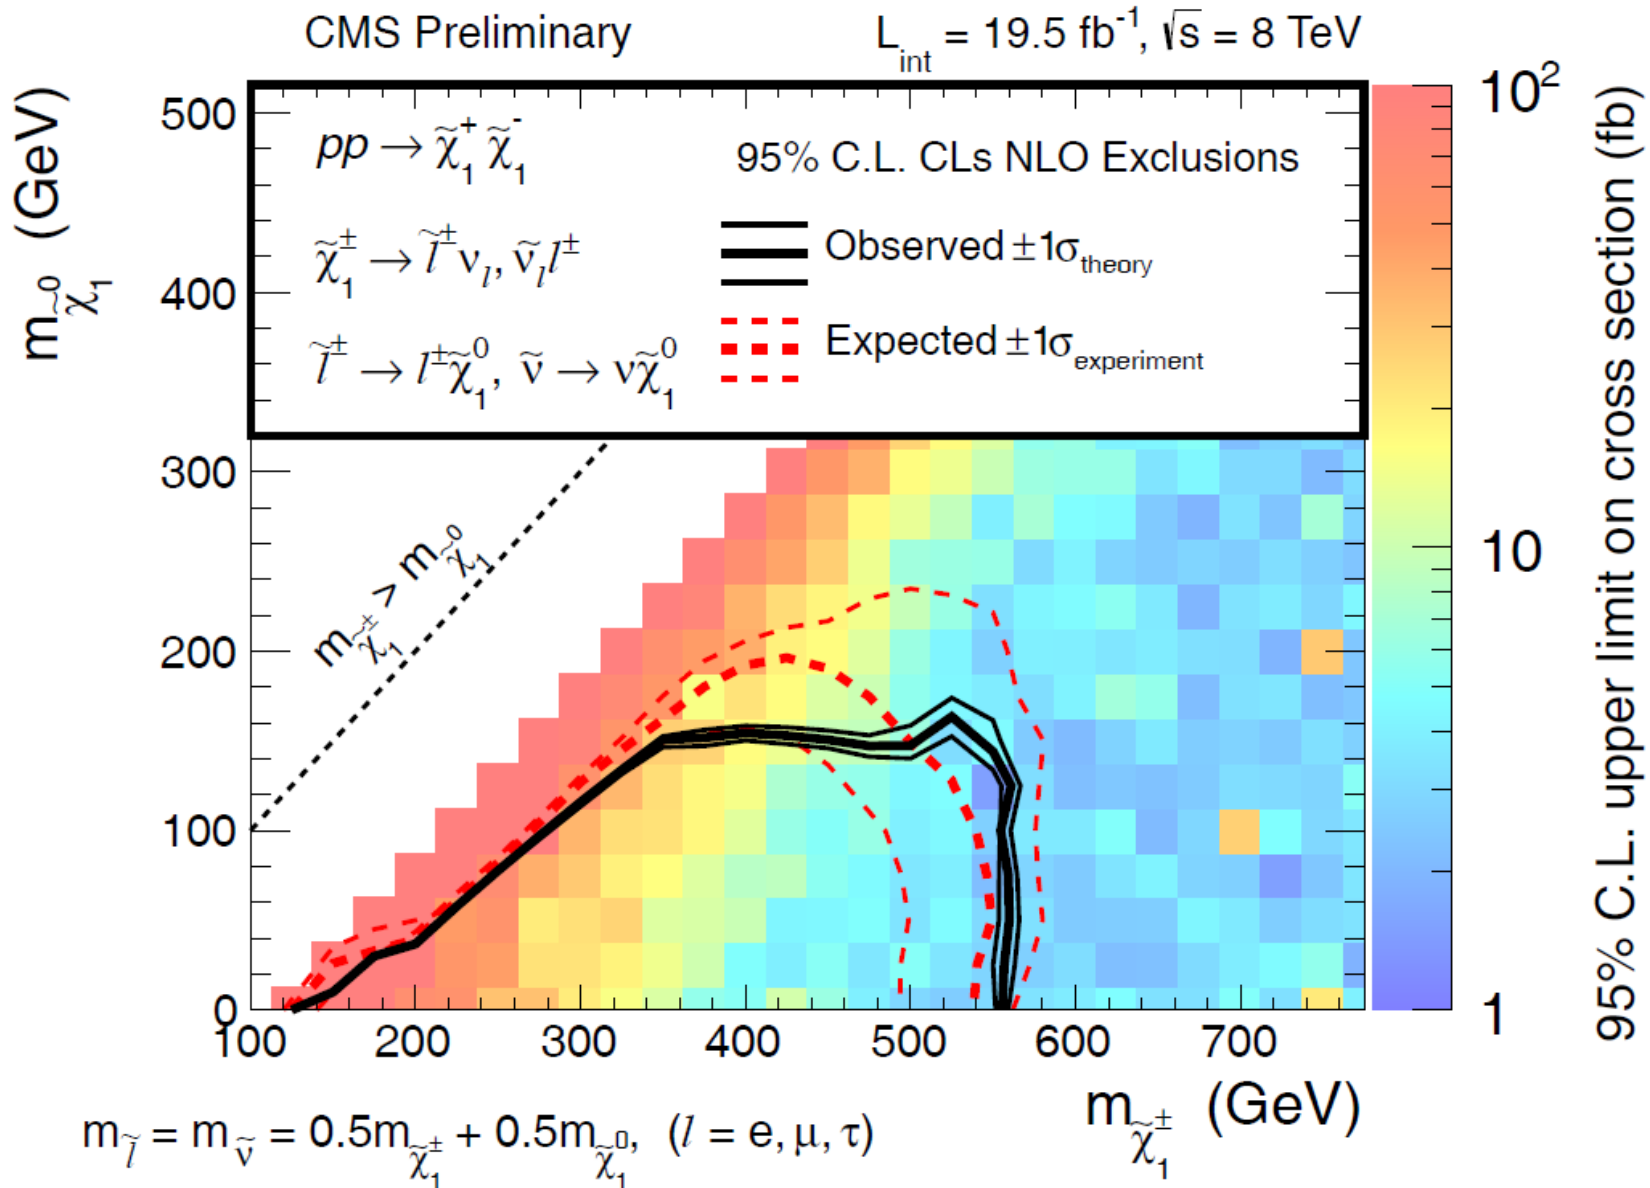 CMS Preliminary
L_int = 19.5 fb⁻¹, √s = 8 TeV
pp → χ̃₁⁺ χ̃₁⁻
χ̃₁± → l̃± ν_l, ν̃_l l±
l̃± → l± χ̃₁⁰, ν̃ → ν χ̃₁⁰
95% C.L. CLs NLO Exclusions
Observed ±1σ_theory
Expected ±1σ_experiment
m_χ̃₁± > m_χ̃₁⁰
m_χ̃₁⁰ (GeV)
500
400
300
200
100
0
100 200 300 400 500 600 700
m_χ̃₁± (GeV)
10²
10
1
95% C.L. upper limit on cross section (fb)
m_l̃ = m_ν̃ = 0.5m_χ̃₁± + 0.5m_χ̃₁⁰, (l = e, μ, τ)